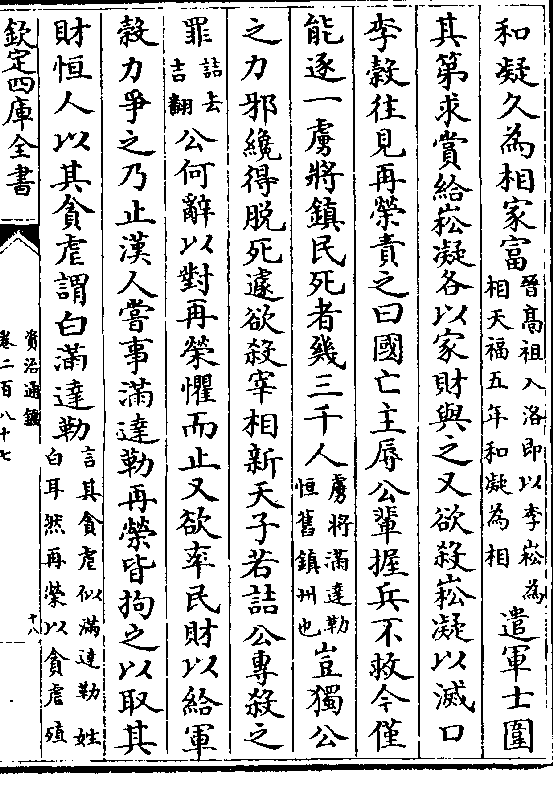 和凝久為相家富晉髙祖入洛即以李崧為相天福五年和凝為相遣軍士圍
其第求賞給崧凝各以家財與之又欲殺崧凝以滅口
李穀往見再榮責之曰國亡主辱公輩握兵不救今僅
能逐一虜將鎮民死者幾三千人虜將滿達勒恒舊鎮州也豈獨公
之力邪纔得脱死遽欲殺宰相新天子若詰公專殺之
罪詰去吉翻公何辭以對再榮懼而止又欲率民財以給軍
穀力爭之乃止漢人嘗事滿達勒再榮皆拘之以取其
財恒人以其貪虐謂白滿達勒言其貪虐似滿達勒姓白耳然再榮以貪虐殖
欽定四庫全書
資治通鑑
卷二百八十七
十八